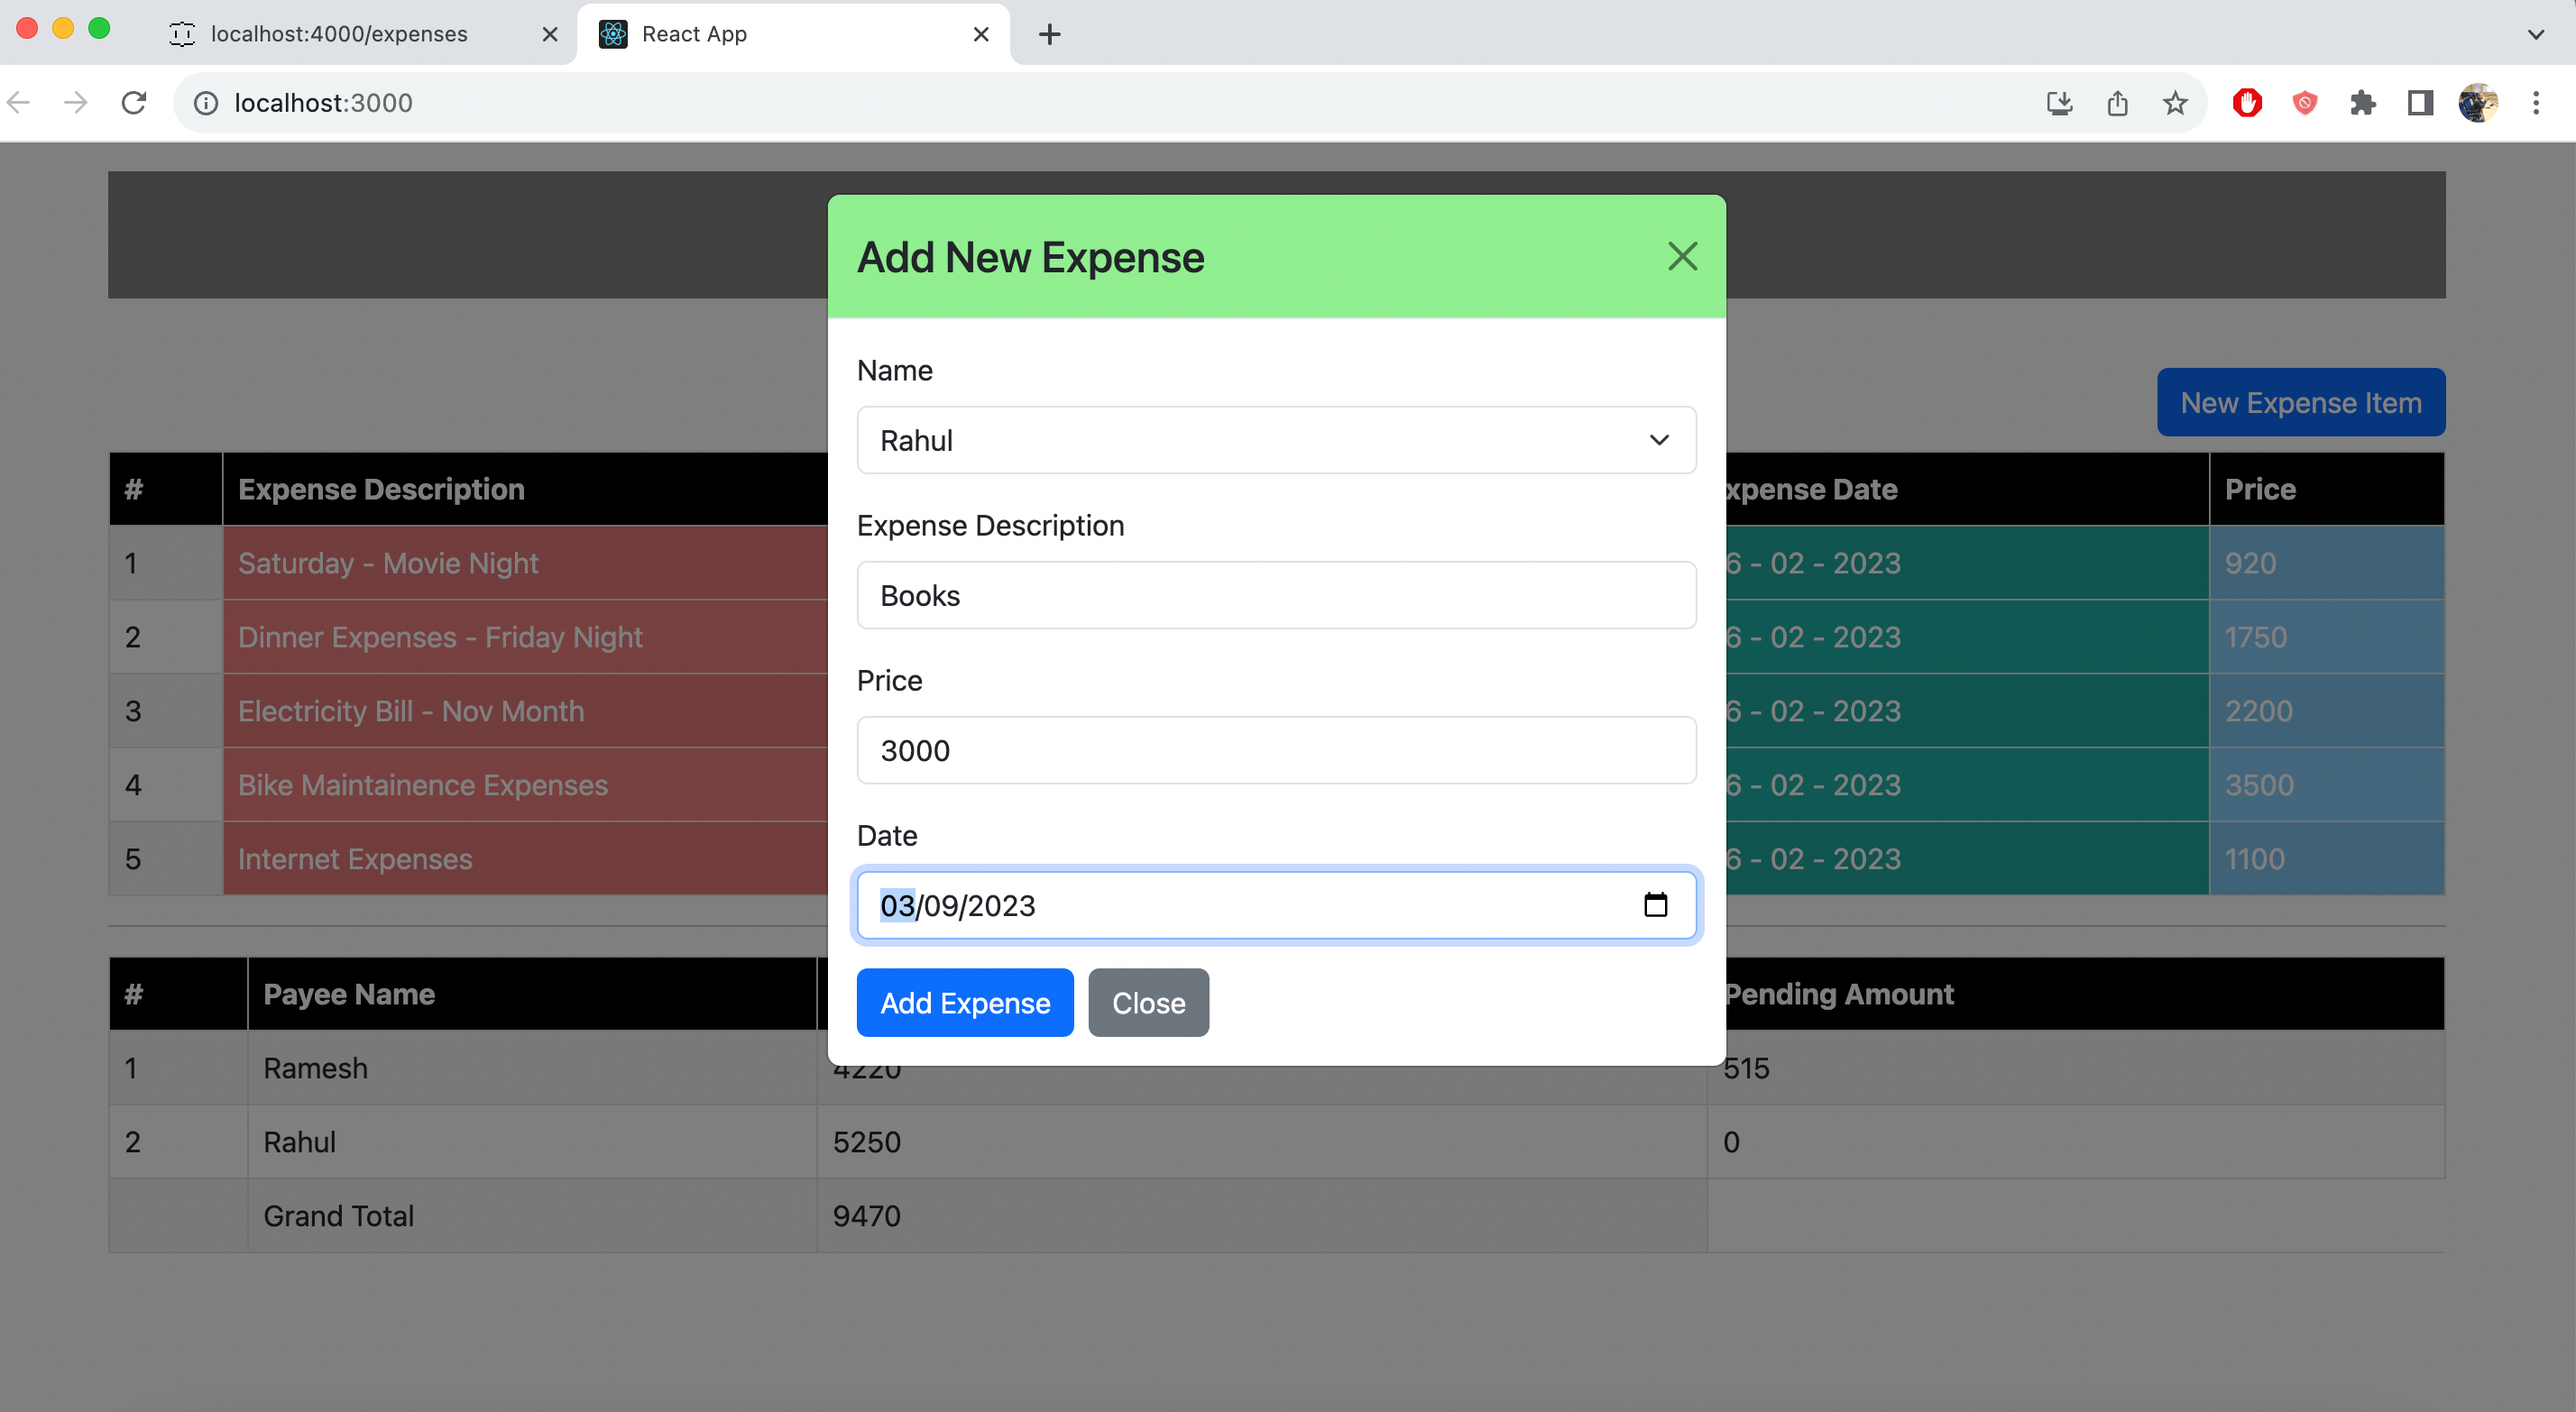 localhost:4000/expenses
React App
localhost:3000
Add New Expense
Name
Rahul
Expense Description
Books
Price
3000
Date
03/09/2023
Add Expense Close
New Expense Item
# Expense Description xpense Date Price
1 Saturday - Movie Night 6 - 02 - 2023 920
2 Dinner Expenses - Friday Night 6 - 02 - 2023 1750
3 Electricity Bill - Nov Month 6 - 02 - 2023 2200
4 Bike Maintainence Expenses 6 - 02 - 2023 3500
5 Internet Expenses 6 - 02 - 2023 1100
# Payee Name Pending Amount
1 Ramesh 4220 515
2 Rahul 5250 0
Grand Total 9470